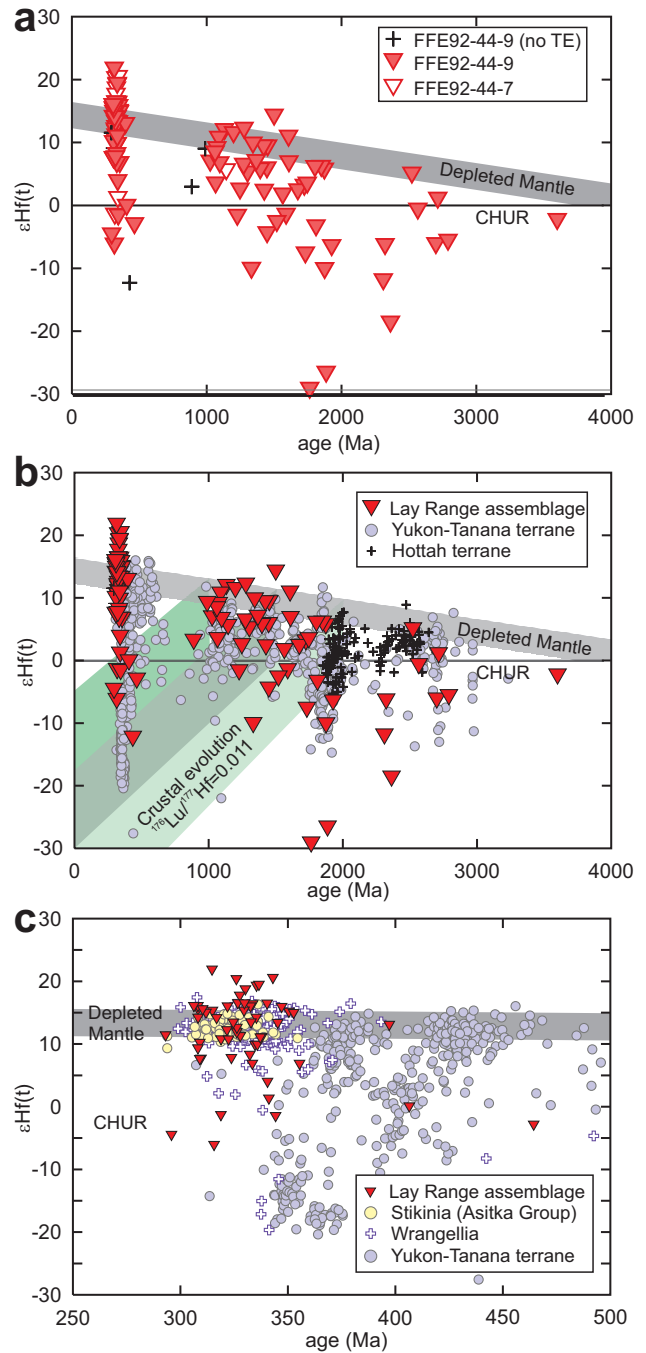 a
30
20
10
0
-10
-20
-30
εHf(t)
+ FFE92-44-9 (no TE)
FFE92-44-9
FFE92-44-7
Depleted Mantle
CHUR
0 1000 2000 3000 4000
age (Ma)
b
30
20
10
0
-10
-20
-30
εHf(t)
Lay Range assemblage
Yukon-Tanana terrane
Hottah terrane
Depleted Mantle
CHUR
Crustal evolution
¹⁷⁶Lu/¹⁷⁷Hf=0.011
0 1000 2000 3000 4000
age (Ma)
c
30
20
10
0
-10
-20
-30
εHf(t)
Depleted
Mantle
CHUR
Lay Range assemblage
Stikinia (Asitka Group)
Wrangellia
Yukon-Tanana terrane
250 300 350 400 450 500
age (Ma)